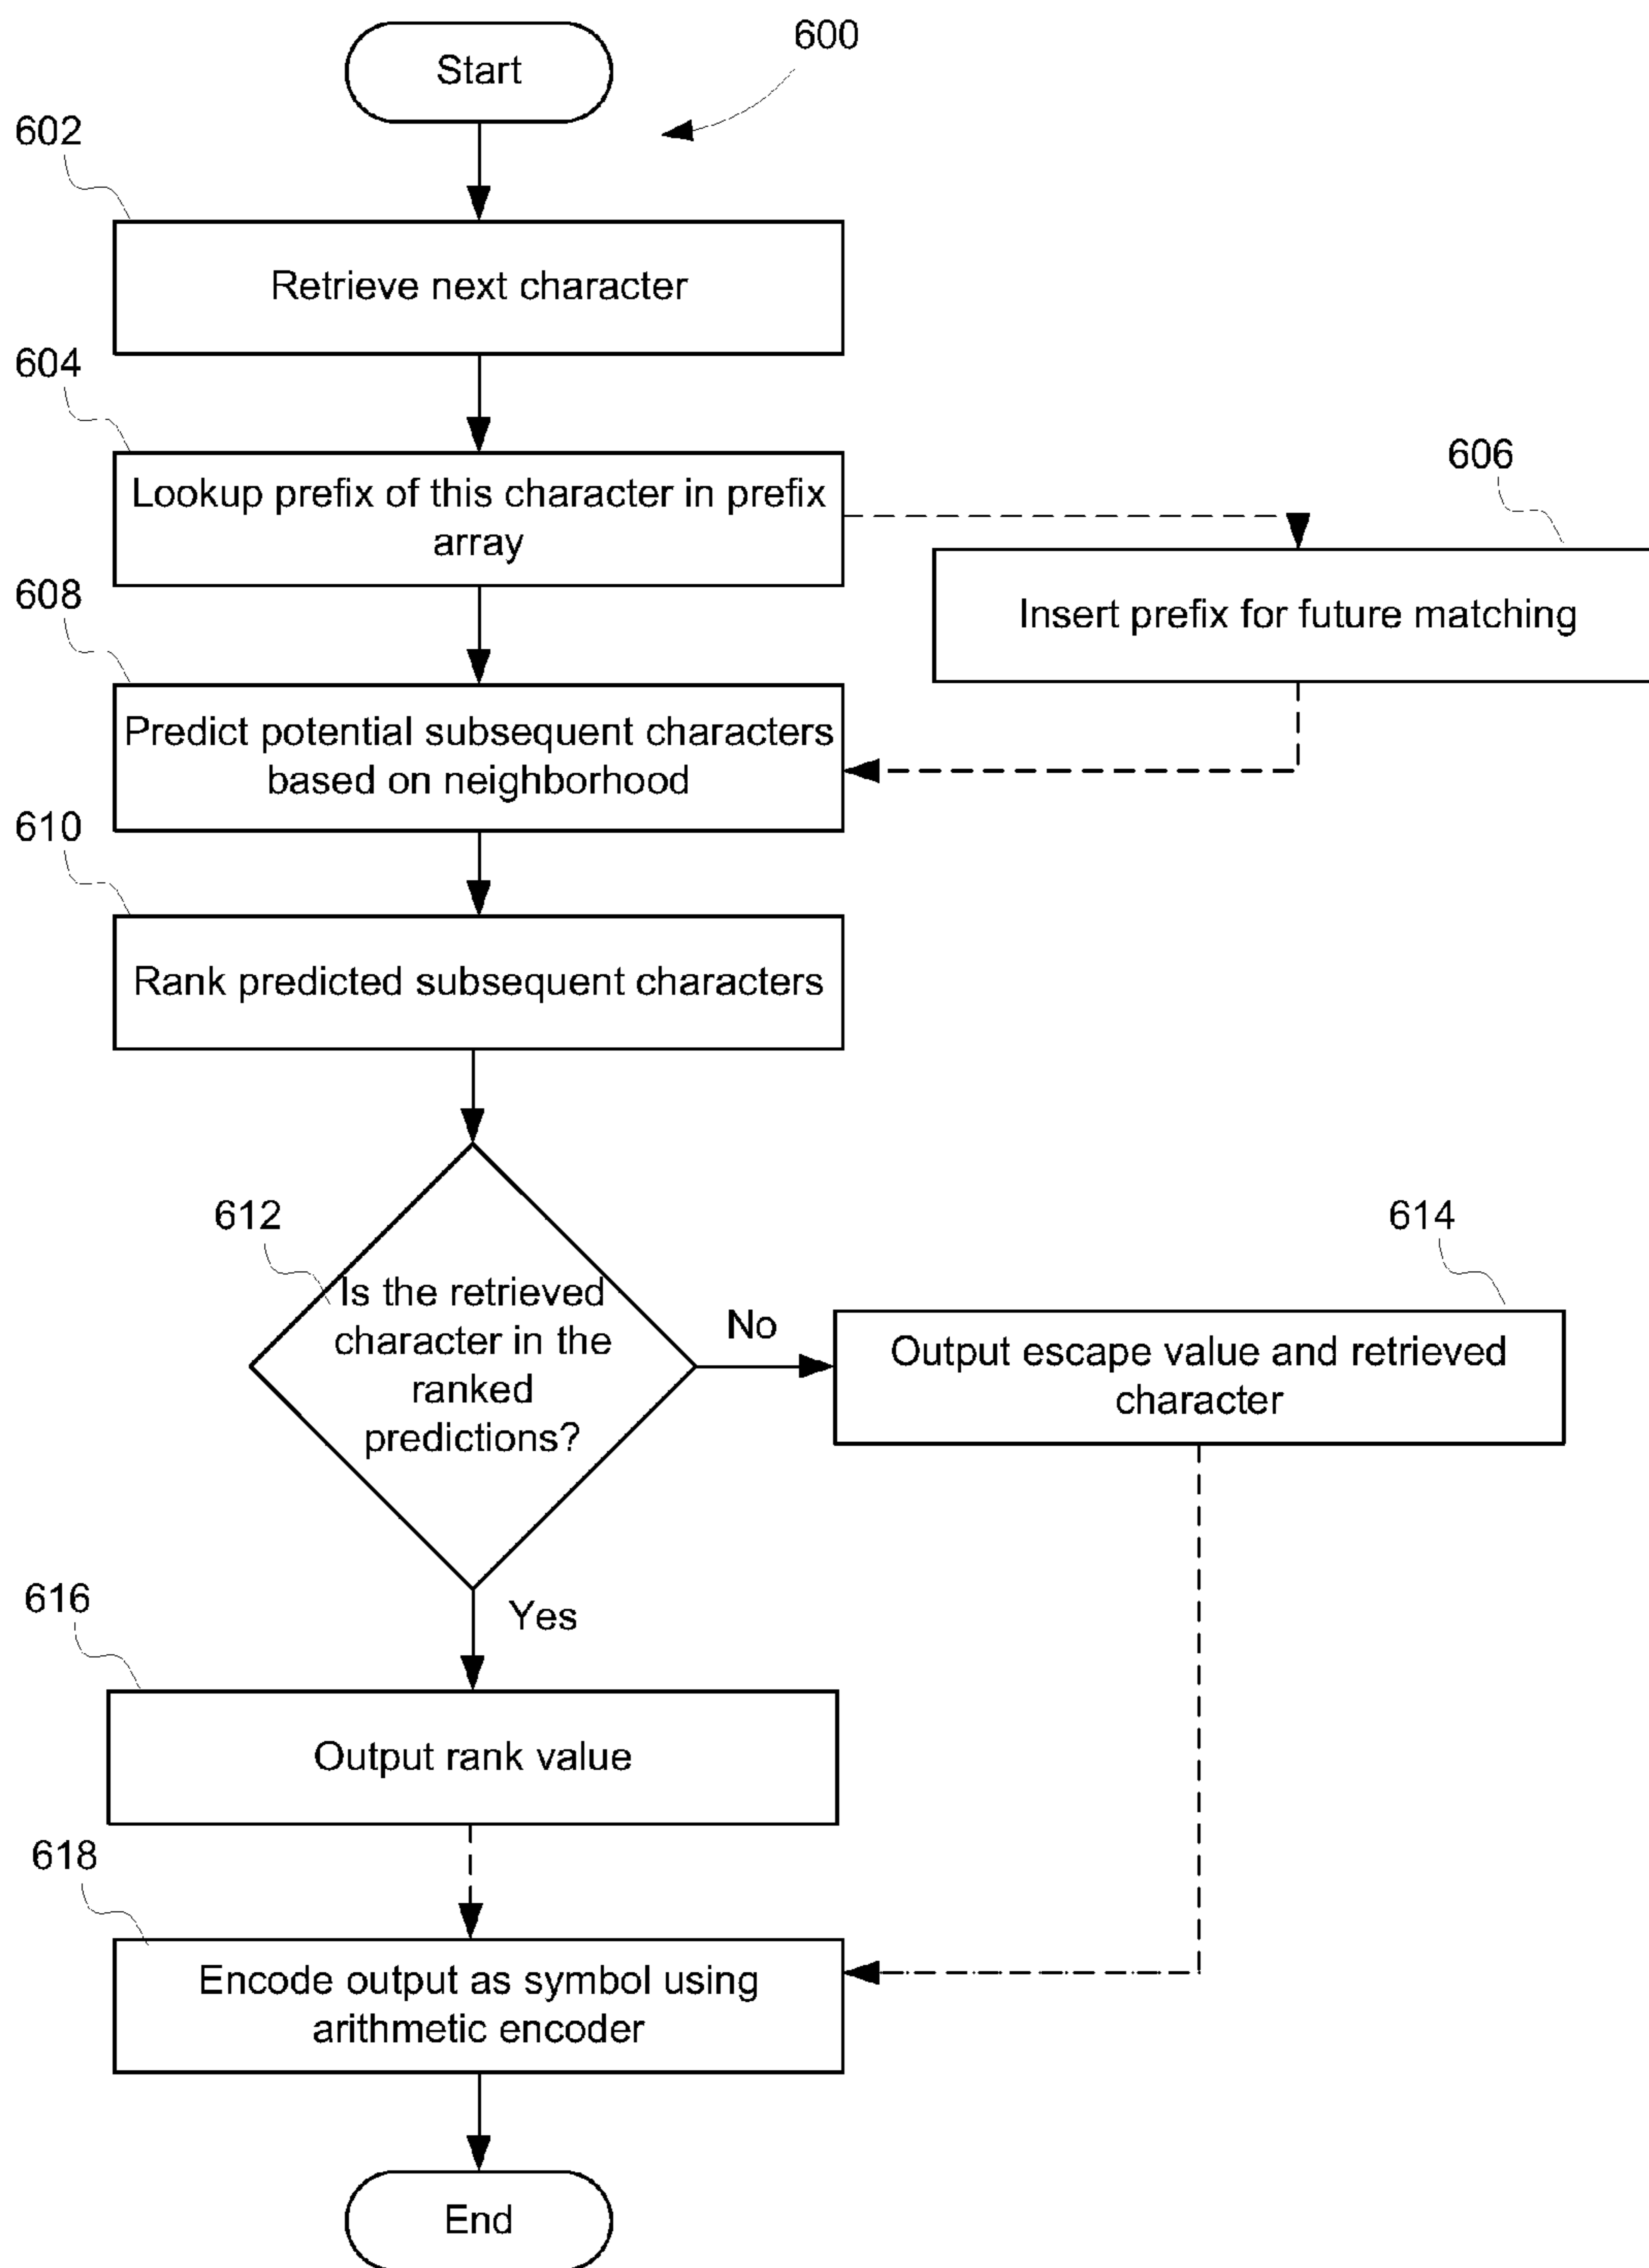 Start
600
602
Retrieve next character
604
Lookup prefix of this character in prefix
array
606
Insert prefix for future matching
608
Predict potential subsequent characters
based on neighborhood
610
Rank predicted subsequent characters
612
Is the retrieved
character in the
ranked
predictions?
No
614
Output escape value and retrieved
character
Yes
616
Output rank value
618
Encode output as symbol using
arithmetic encoder
End